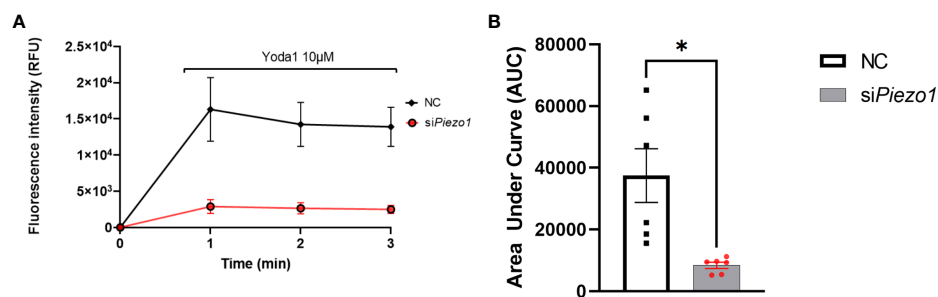 A
Fluorescence intensity (RFU)
2.5×10⁴
2×10⁴
1.5×10⁴
1×10⁴
5×10³
0
0
1
2
3
Time (min)
Yoda1 10μM
NC
siPiezo1
B
Area Under Curve (AUC)
80000
60000
40000
20000
0
*
NC
siPiezo1